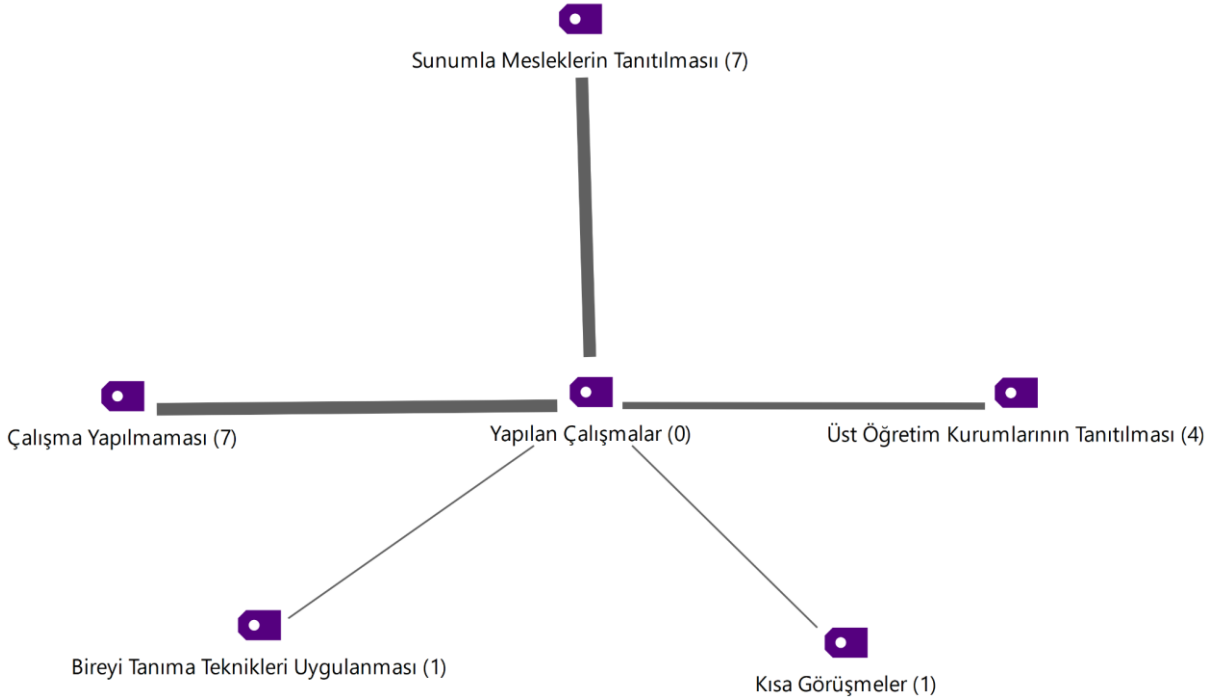 Sunumla Mesleklerin Tanıtılmasıı (7)
Çalışma Yapılmaması (7)
Yapılan Çalışmalar (0)
Üst Öğretim Kurumlarının Tanıtılması (4)
Bireyi Tanıma Teknikleri Uygulanması (1)
Kısa Görüşmeler (1)